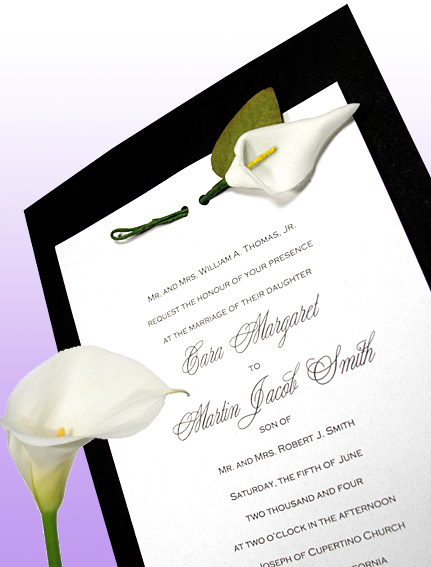 Mr. and Mrs. William A. Thomas, Jr.
request the honour of your presence
at the marriage of their daughter
Cara Margaret
to
Martin Jacob Smith
son of
Mr. and Mrs. Robert J. Smith
Saturday, the fifth of June
two thousand and four
at two o'clock in the afternoon
Joseph of Cupertino Church
California